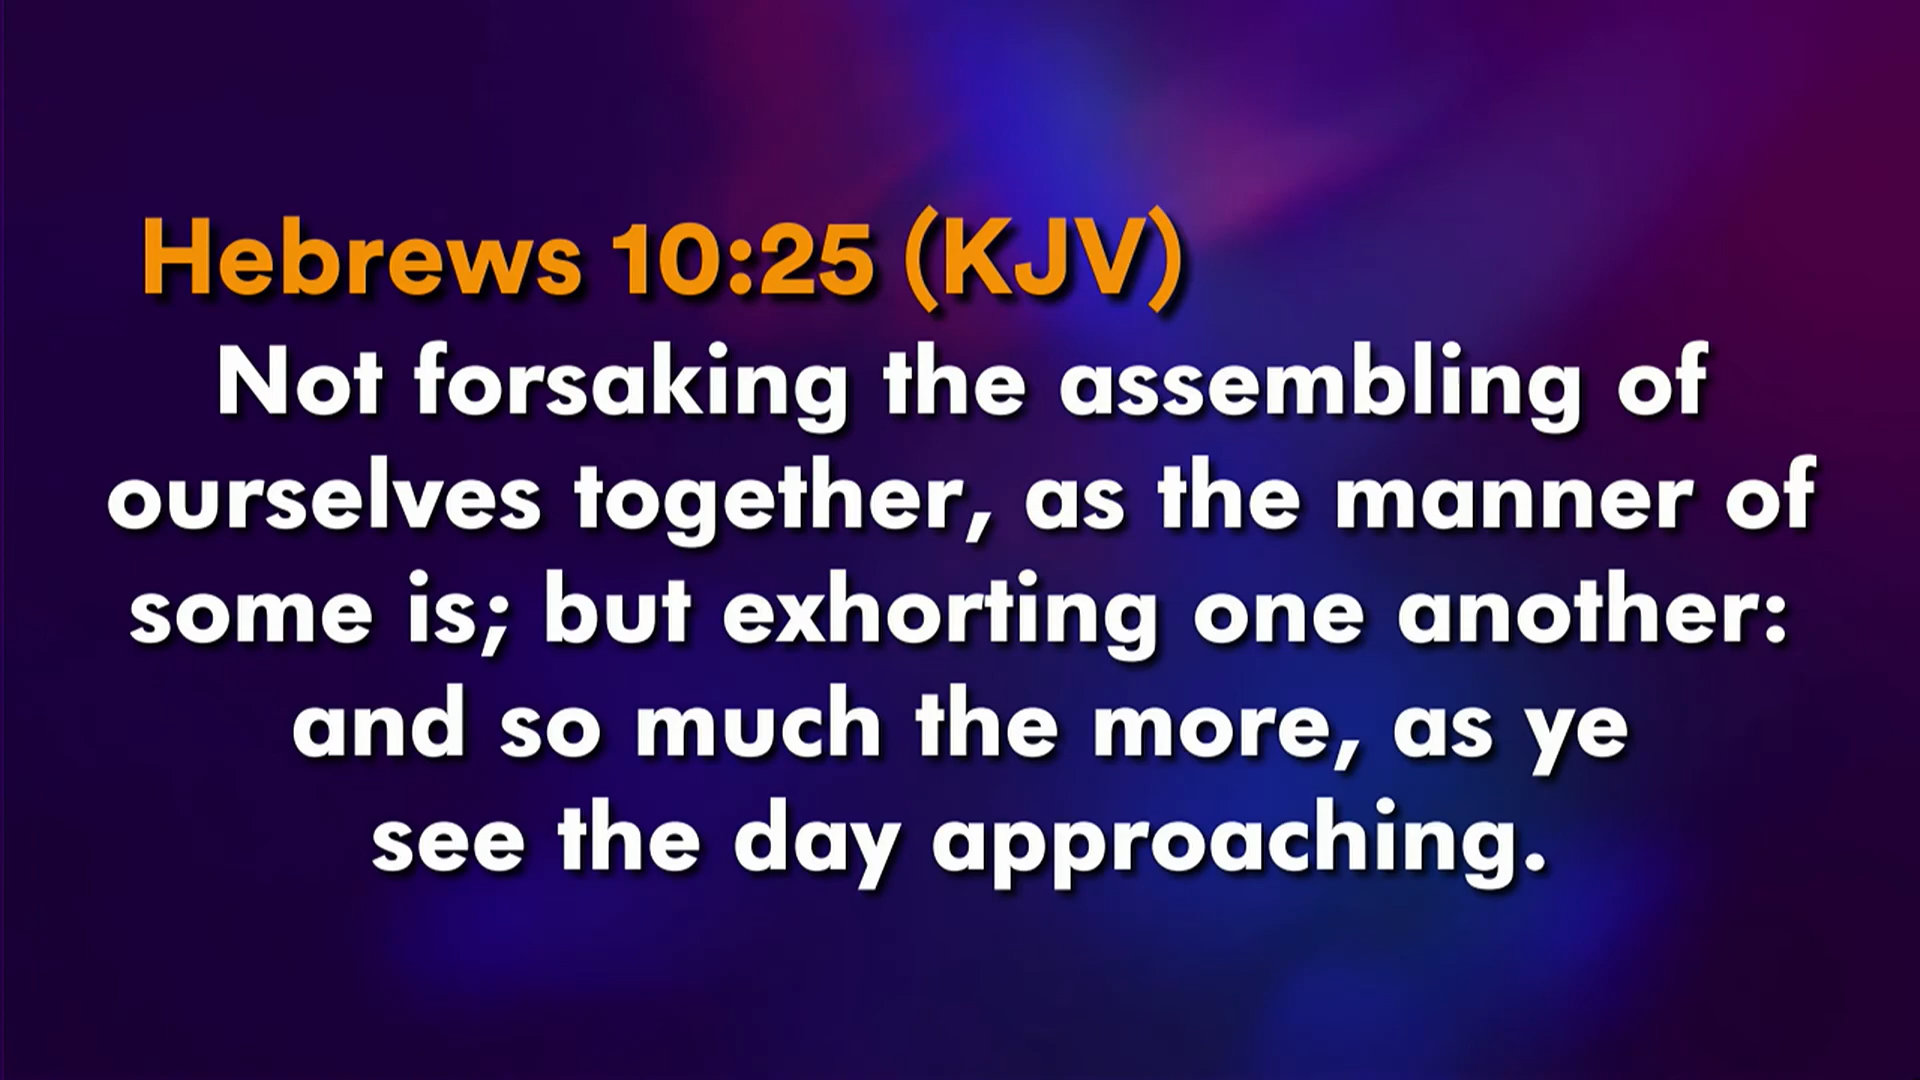 Hebrews 10:25 (KJV)
Not forsaking the assembling of
ourselves together, as the manner of
some is; but exhorting one another:
and so much the more, as ye
see the day approaching.